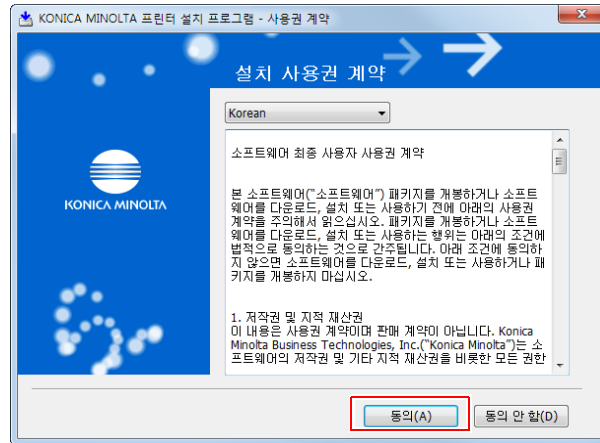 KONICA MINOLTA 프린터 설치 프로그램 - 사용권 계약
설치 사용권 계약
Korean
KONICA MINOLTA
소프트웨어 최종 사용자 사용권 계약
본 소프트웨어("소프트웨어") 패키지를 개봉하거나 소프트
웨어를 다운로드, 설치 또는 사용하기 전에 아래의 사용권
계약을 주의해서 읽으십시오. 패키지를 개봉하거나 소프트
웨어를 다운로드, 설치 또는 사용하는 행위는 아래의 조건에
법적으로 동의하는 것으로 간주됩니다. 아래 조건에 동의하
지 않으면 소프트웨어를 다운로드, 설치 또는 사용하거나 패
키지를 개봉하지 마십시오.
1. 저작권 및 지적 재산권
이 내용은 사용권 계약이며 판매 계약이 아닙니다. Konica
Minolta Business Technologies, Inc.("Konica Minolta")는 소
프트웨어의 저작권 및 기타 지적 재산권을 비롯한 모든 권한
동의(A)
동의 안 함(D)